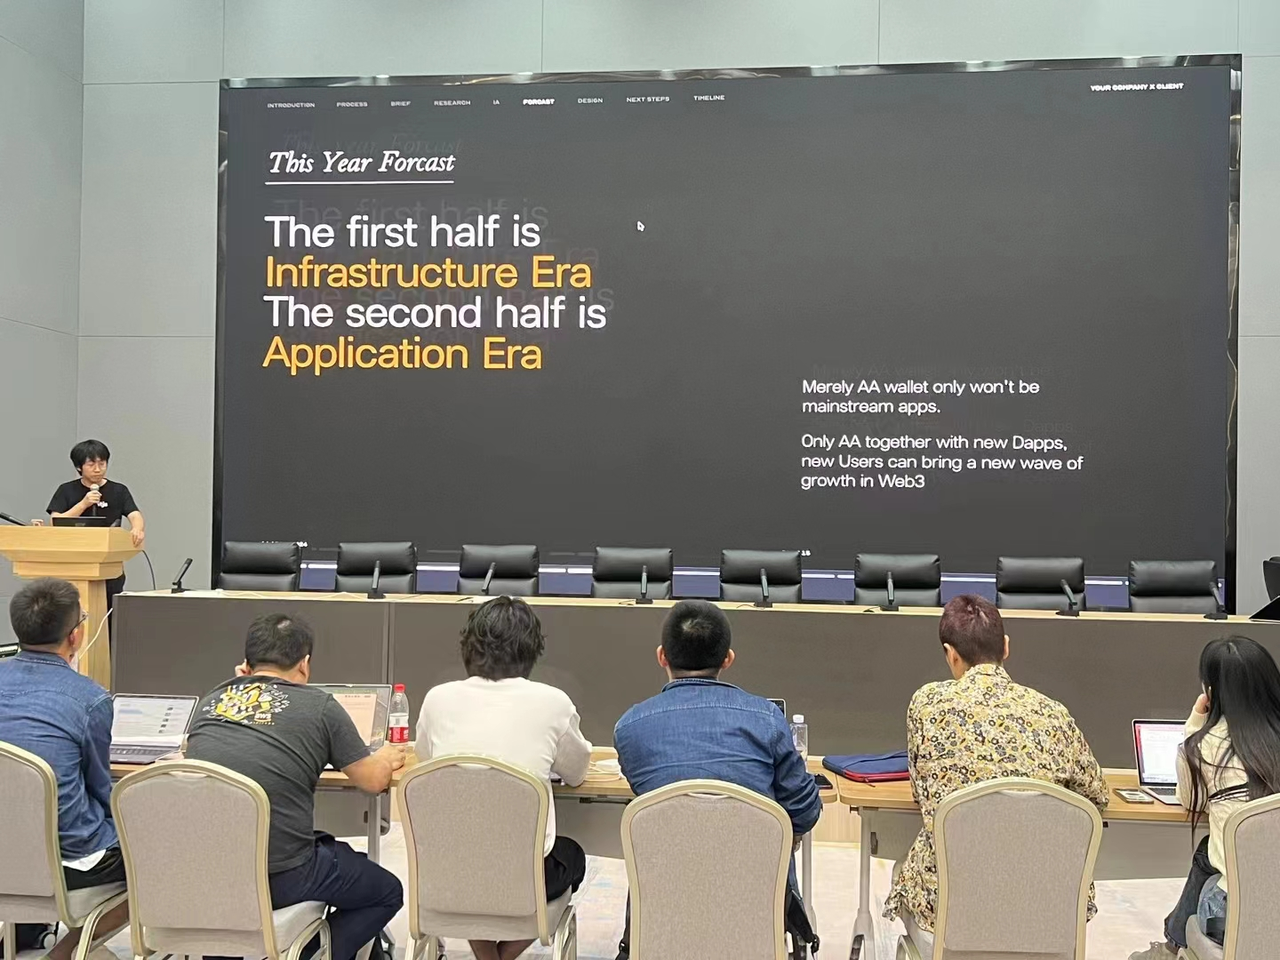 INTRODUCTION PROCESS BRIEF RESEARCH IA FORCAST DESIGN NEXT STEPS TIMELINE
YOUR COMPANY X CLIENT
This Year Forcast
The first half is
Infrastructure Era
The second half is
Application Era
Merely AA wallet only won't be
mainstream apps.
Only AA together with new Dapps,
new Users can bring a new wave of
growth in Web3